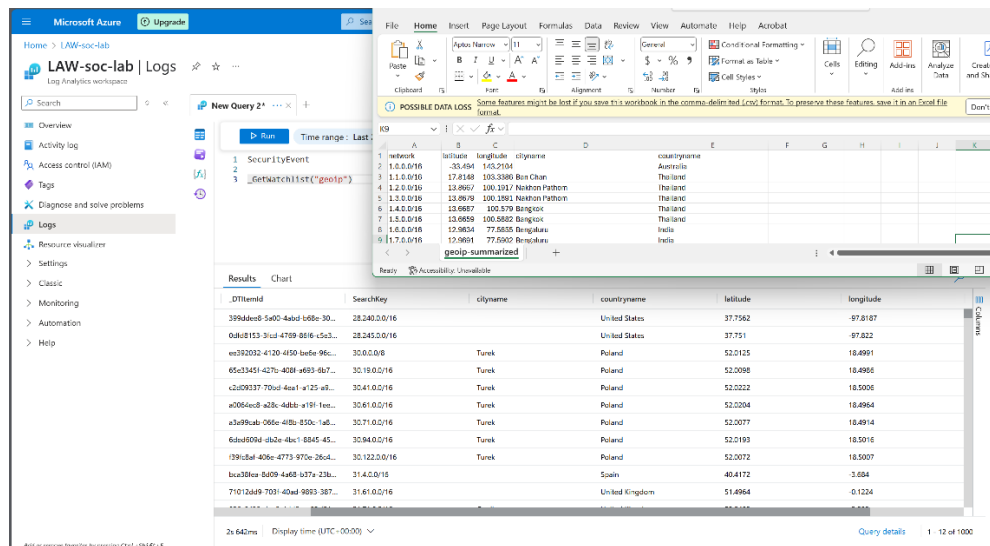 Microsoft Azure
Upgrade
Home > LAW-soc-lab
LAW-soc-lab | Logs
Log Analytics workspace
Search
Overview
Activity log
Access control (IAM)
Tags
Diagnose and solve problems
Logs
Resource visualizer
Settings
Classic
Monitoring
Automation
Help
New Query 2*
Run
Time range : Last
1 SecurityEvent
2
3 _GetWatchlist("geoip")
File Home Insert Page Layout Formulas Data Review View Automate Help Acrobat
Paste
Aptos Narrow 11
General
Conditional Formatting
Format as Table
Cell Styles
Cells
Editing
Add-ins
Analyze Data
Clipboard Font Alignment Number Styles Add-ins
POSSIBLE DATA LOSS Some features might be lost if you save this workbook in the comma-delimited (.csv) format. To preserve these features, save it in an Excel file format.
Don't
K9
A B C D E F G H I J K
1 network latitude longitude cityname countryname
2 1.0.0.0/16 -33.494 143.2104 Australia
3 1.1.0.0/16 17.8148 103.3386 Ban Chan Thailand
4 1.2.0.0/16 13.8667 100.1917 Nakhon Pathom Thailand
5 1.3.0.0/16 13.8679 100.1891 Nakhon Pathom Thailand
6 1.4.0.0/16 13.6687 100.579 Bangkok Thailand
7 1.5.0.0/16 13.6659 100.5882 Bangkok Thailand
8 1.6.0.0/16 12.9634 77.5855 Bengaluru India
9 1.7.0.0/16 12.9691 77.5902 Bengaluru India
geoip-summarized
Ready Accessibility: Unavailable
Results Chart
_DTItemId SearchKey cityname countryname latitude longitude
28.240.0.0/16 United States 37.7562 -97.8187
28.245.0.0/16 United States 37.751 -97.822
30.0.0.0/8 Turek Poland 52.0125 18.4991
30.19.0.0/16 Turek Poland 52.0098 18.4986
30.41.0.0/16 Turek Poland 52.0222 18.5006
30.61.0.0/16 Turek Poland 52.0204 18.4964
30.71.0.0/16 Turek Poland 52.0077 18.4914
30.94.0.0/16 Turek Poland 52.0193 18.5016
30.122.0.0/16 Turek Poland 52.0072 18.5007
31.4.0.0/16 Spain 40.4172 -3.684
31.61.0.0/16 United Kingdom 51.4964 -0.1224
Columns
2s 642ms Display time (UTC+00:00)
Query details 1 - 12 of 1000